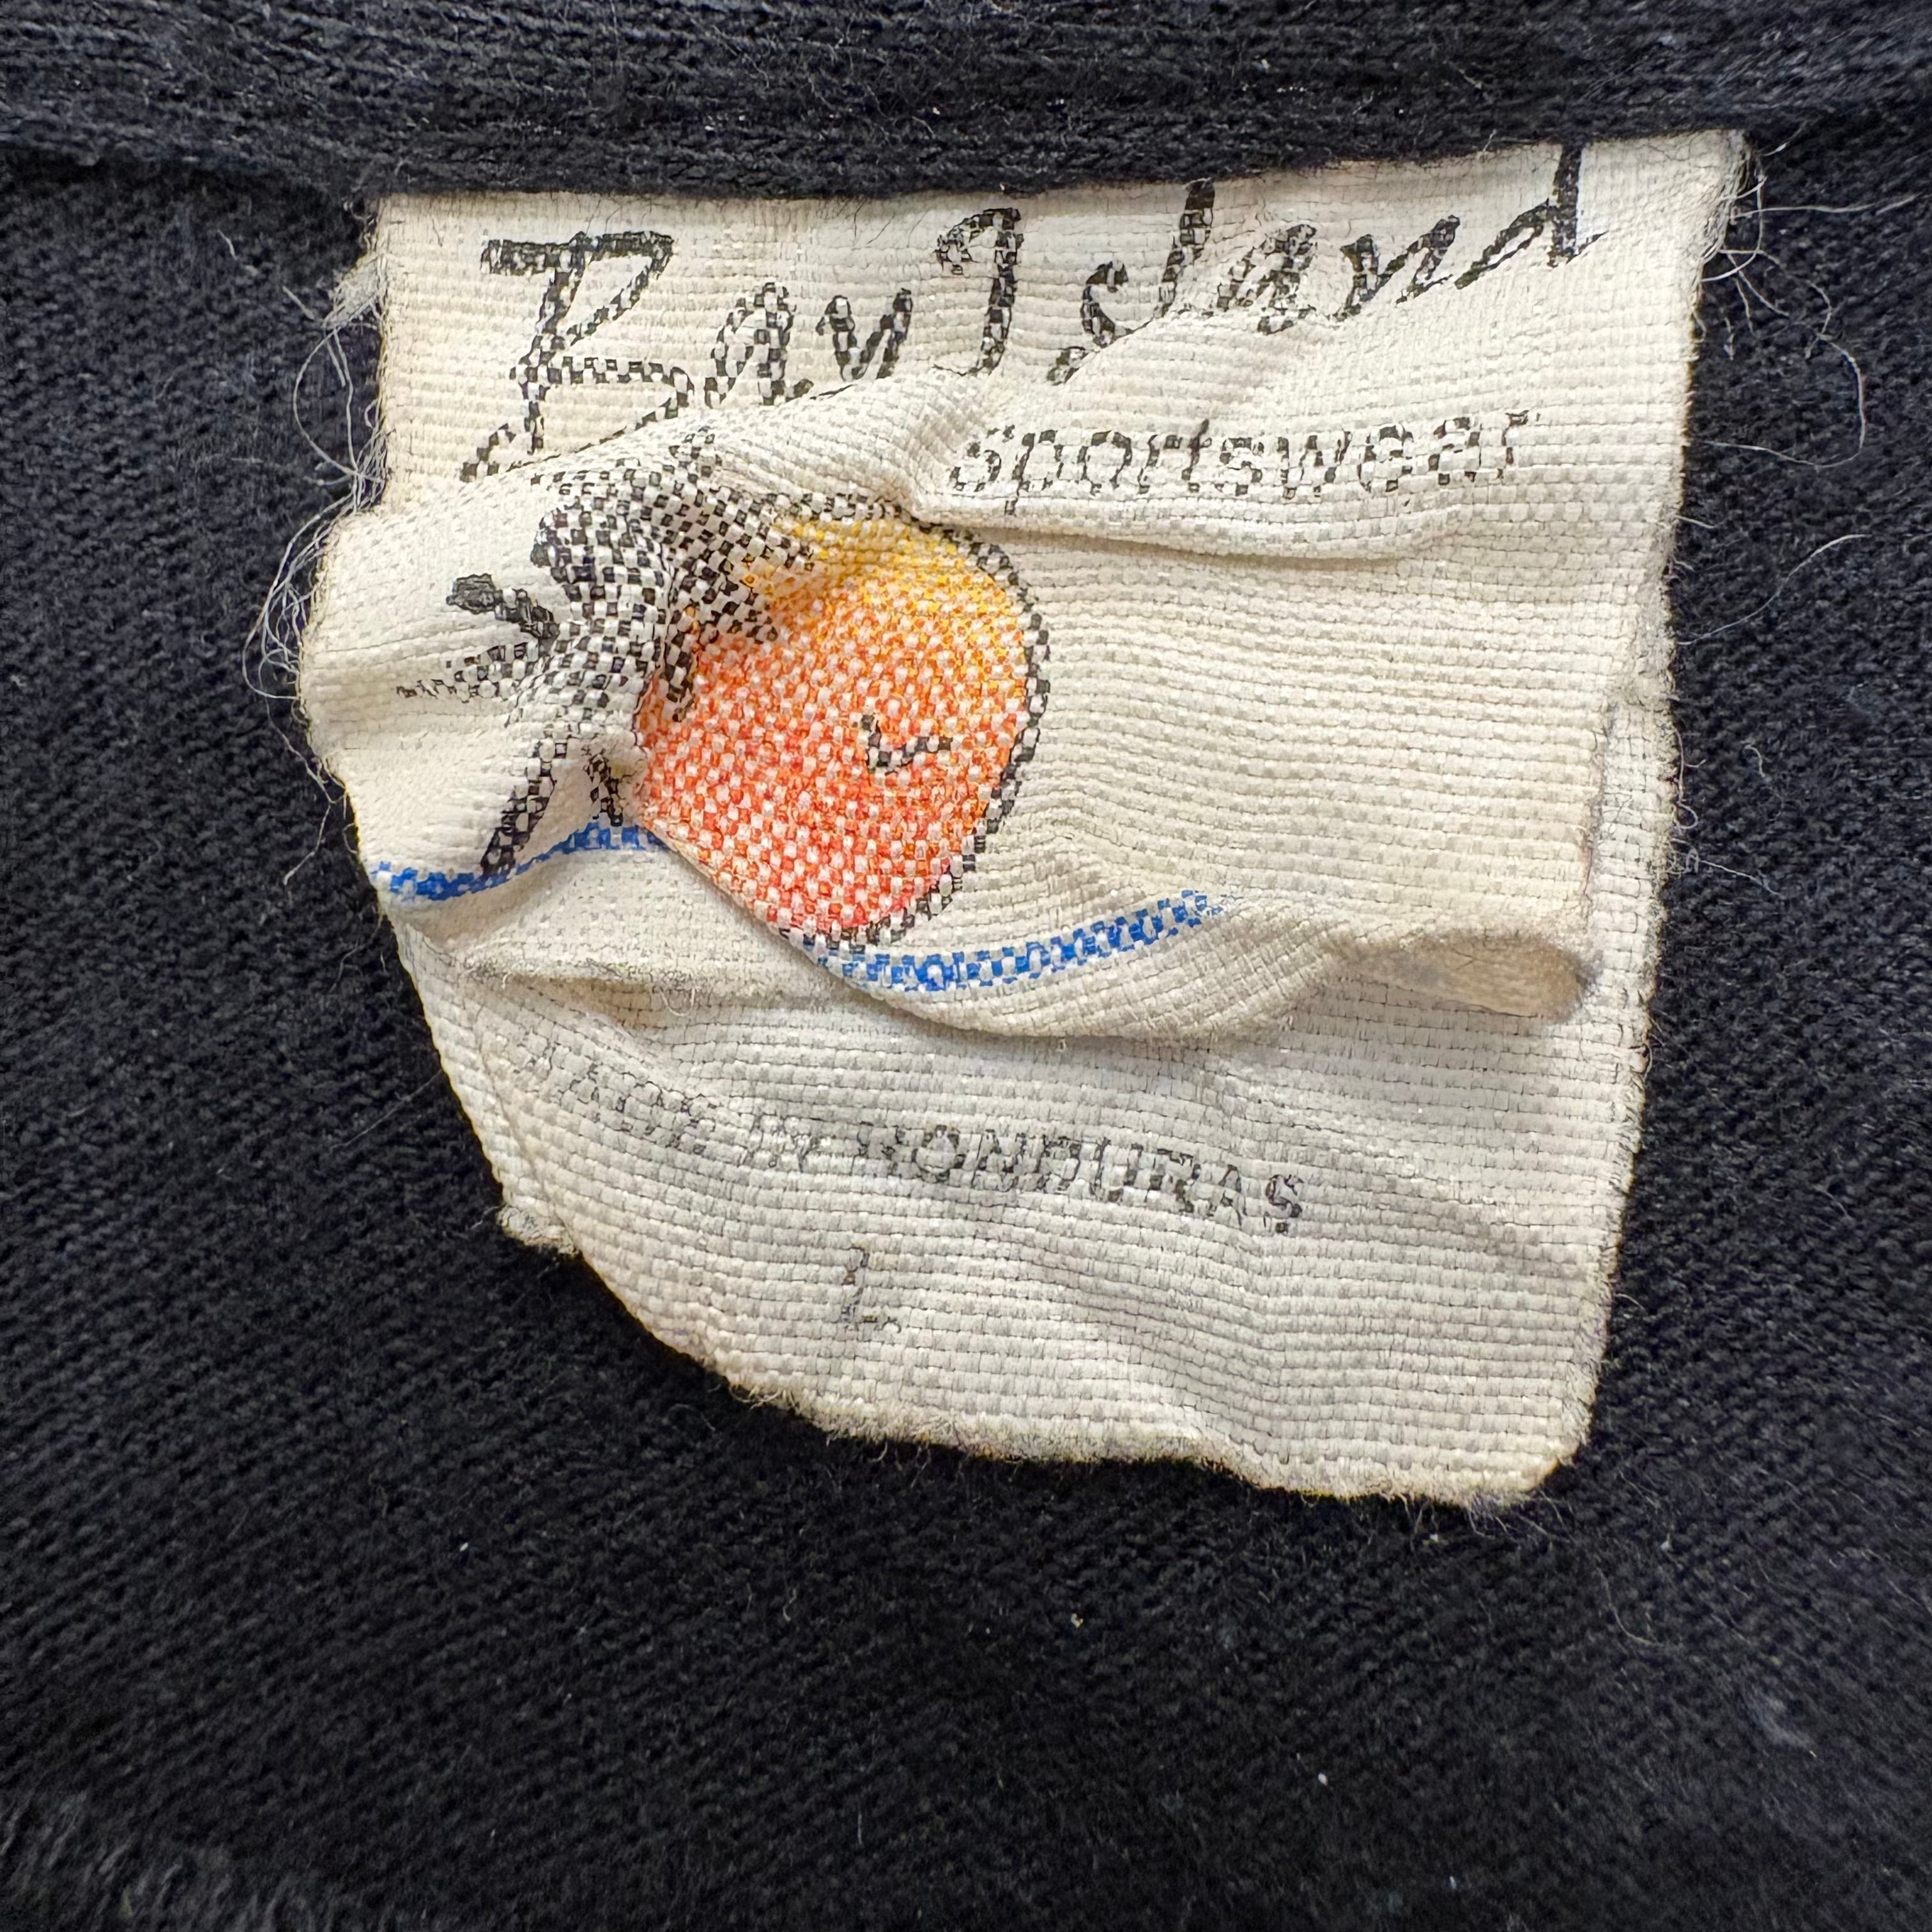 Bay Island
sportswear
MADE IN HONDURAS
L